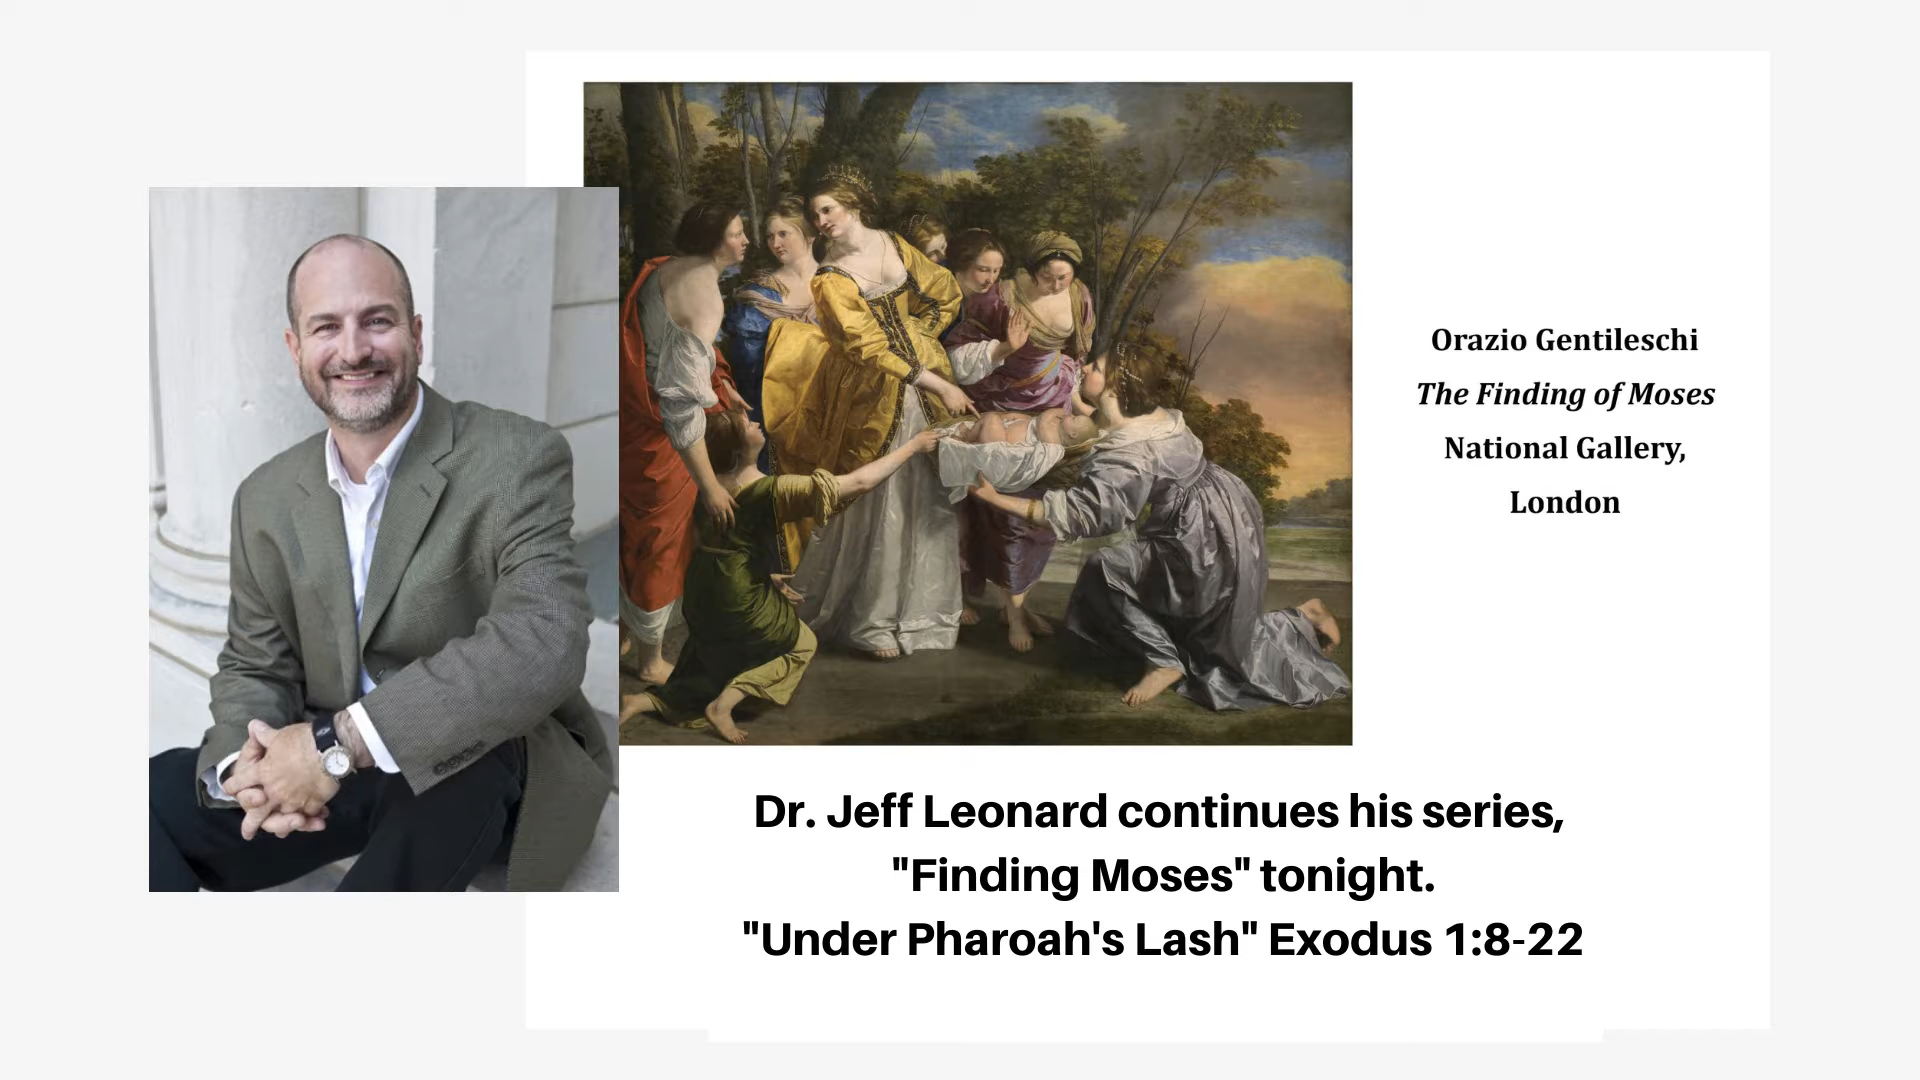 Orazio Gentileschi
The Finding of Moses
National Gallery,
London
Dr. Jeff Leonard continues his series,
"Finding Moses" tonight.
"Under Pharoah's Lash" Exodus 1:8-22